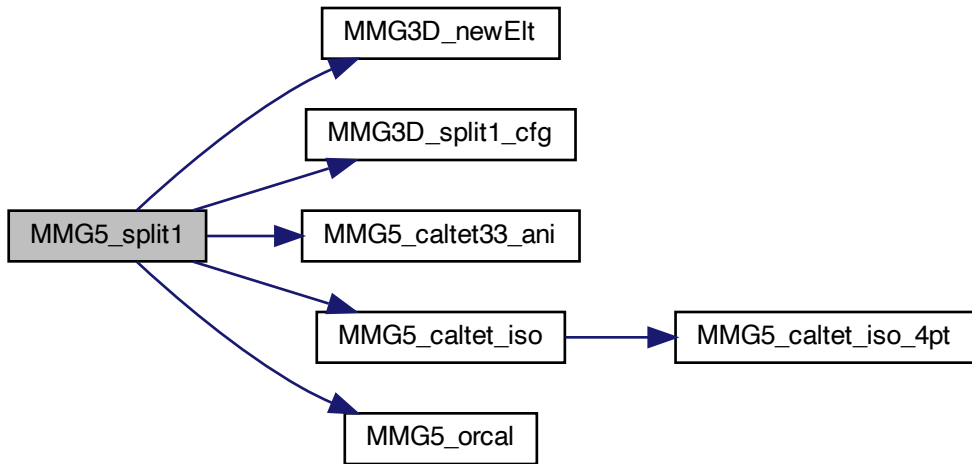 MMG3D_newElt
MMG3D_split1_cfg
MMG5_split1
MMG5_caltet33_ani
MMG5_caltet_iso
MMG5_caltet_iso_4pt
MMG5_orcal